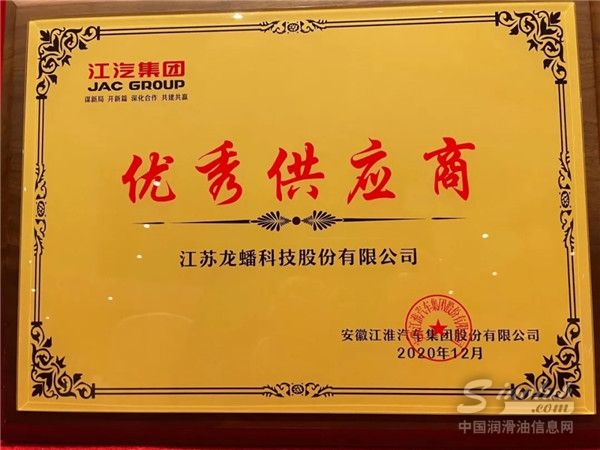 江汽集团
JAC GROUP
谋新局 开新篇 深化合作 共建共赢
优秀供应商
江苏龙蟠科技股份有限公司
安徽江淮汽车集团股份有限公司
2020年12月
.com
中国润滑油信息网